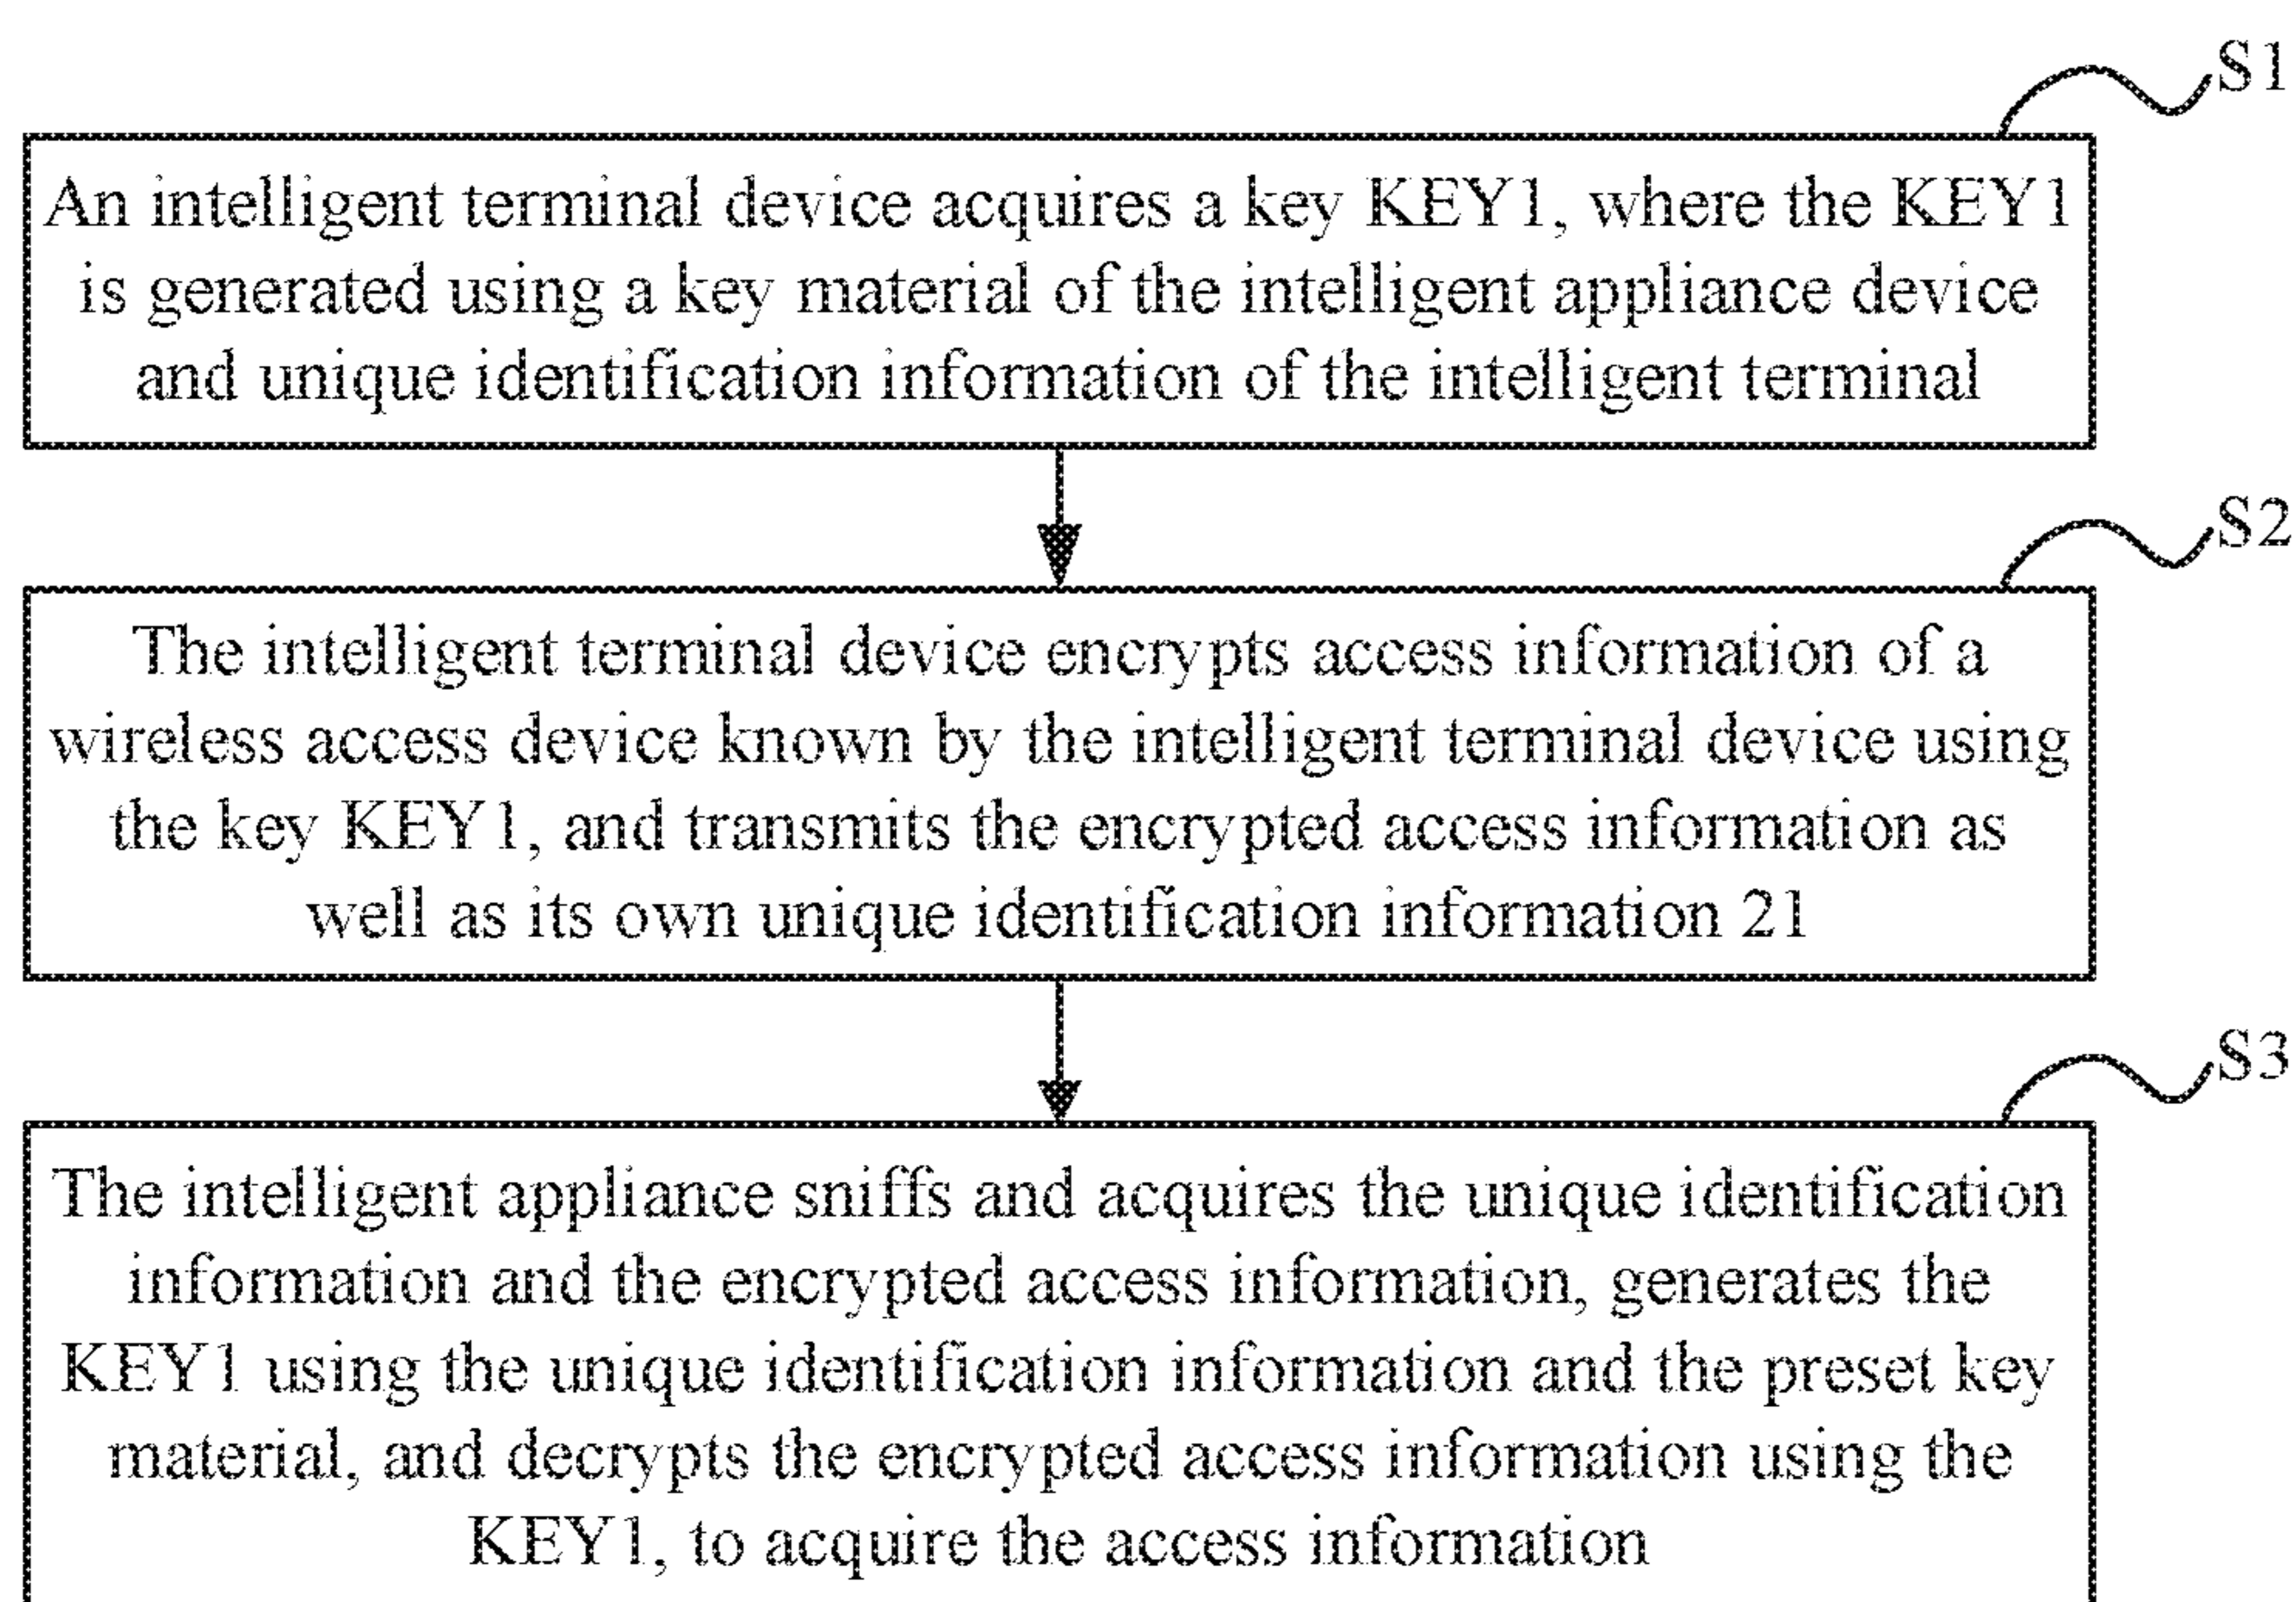 S1
An intelligent terminal device acquires a key KEY1, where the KEY1
is generated using a key material of the intelligent appliance device
and unique identification information of the intelligent terminal
S2
The intelligent terminal device encrypts access information of a
wireless access device known by the intelligent terminal device using
the key KEY1, and transmits the encrypted access information as
well as its own unique identification information 21
S3
The intelligent appliance sniffs and acquires the unique identification
information and the encrypted access information, generates the
KEY1 using the unique identification information and the preset key
material, and decrypts the encrypted access information using the
KEY1, to acquire the access information